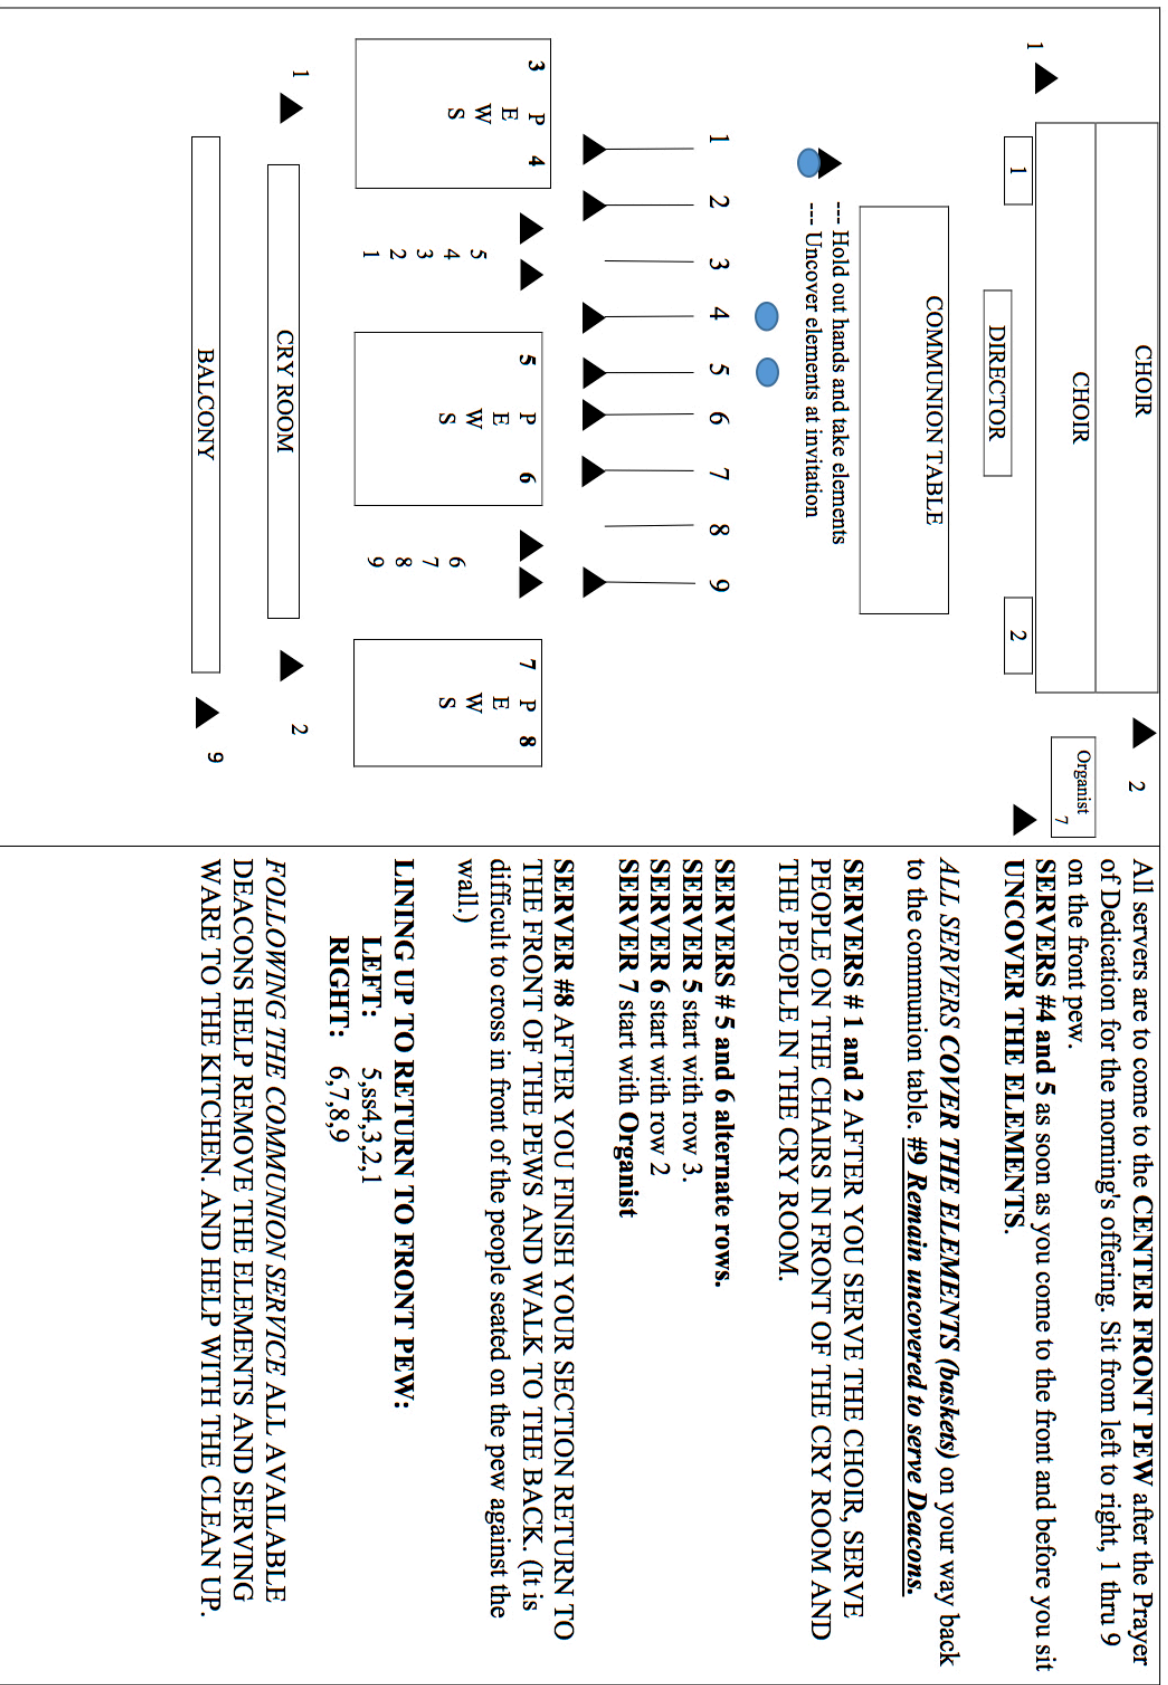 CHOIR
CHOIR
1
2
1
DIRECTOR
2
Organist
7
COMMUNION TABLE
--- Hold out hands and take elements
--- Uncover elements at invitation
1 2 3 4 5 6 7 8 9
3 P 4
E
W
S
5
4
3
2
1
5 P 6
E
W
S
6
7
8
9
7 P 8
E
W
S
1
CRY ROOM
2
BALCONY
9
All servers are to come to the CENTER FRONT PEW after the Prayer
of Dedication for the morning's offering. Sit from left to right, 1 thru 9
on the front pew.
SERVERS #4 and 5 as soon as you come to the front and before you sit
UNCOVER THE ELEMENTS.
ALL SERVERS COVER THE ELEMENTS (baskets) on your way back
to the communion table. #9 Remain uncovered to serve Deacons.
SERVERS # 1 and 2 AFTER YOU SERVE THE CHOIR, SERVE
PEOPLE ON THE CHAIRS IN FRONT OF THE CRY ROOM AND
THE PEOPLE IN THE CRY ROOM.
SERVERS # 5 and 6 alternate rows.
SERVER 5 start with row 3.
SERVER 6 start with row 2
SERVER 7 start with Organist
SERVER #8 AFTER YOU FINISH YOUR SECTION RETURN TO
THE FRONT OF THE PEWS AND WALK TO THE BACK. (It is
difficult to cross in front of the people seated on the pew against the
wall.)
LINING UP TO RETURN TO FRONT PEW:
LEFT: 5,ss4,3,2,1
RIGHT: 6,7,8,9
FOLLOWING THE COMMUNION SERVICE ALL AVAILABLE
DEACONS HELP REMOVE THE ELEMENTS AND SERVING
WARE TO THE KITCHEN. AND HELP WITH THE CLEAN UP.